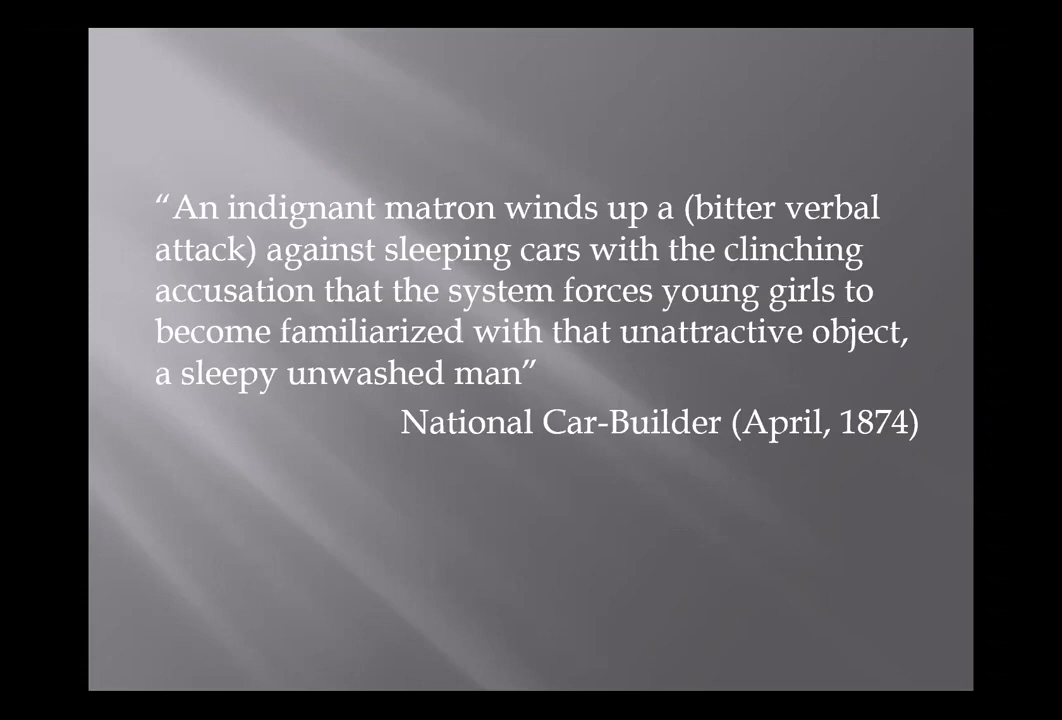 “An indignant matron winds up a (bitter verbal
attack) against sleeping cars with the clinching
accusation that the system forces young girls to
become familiarized with that unattractive object,
a sleepy unwashed man”
National Car-Builder (April, 1874)